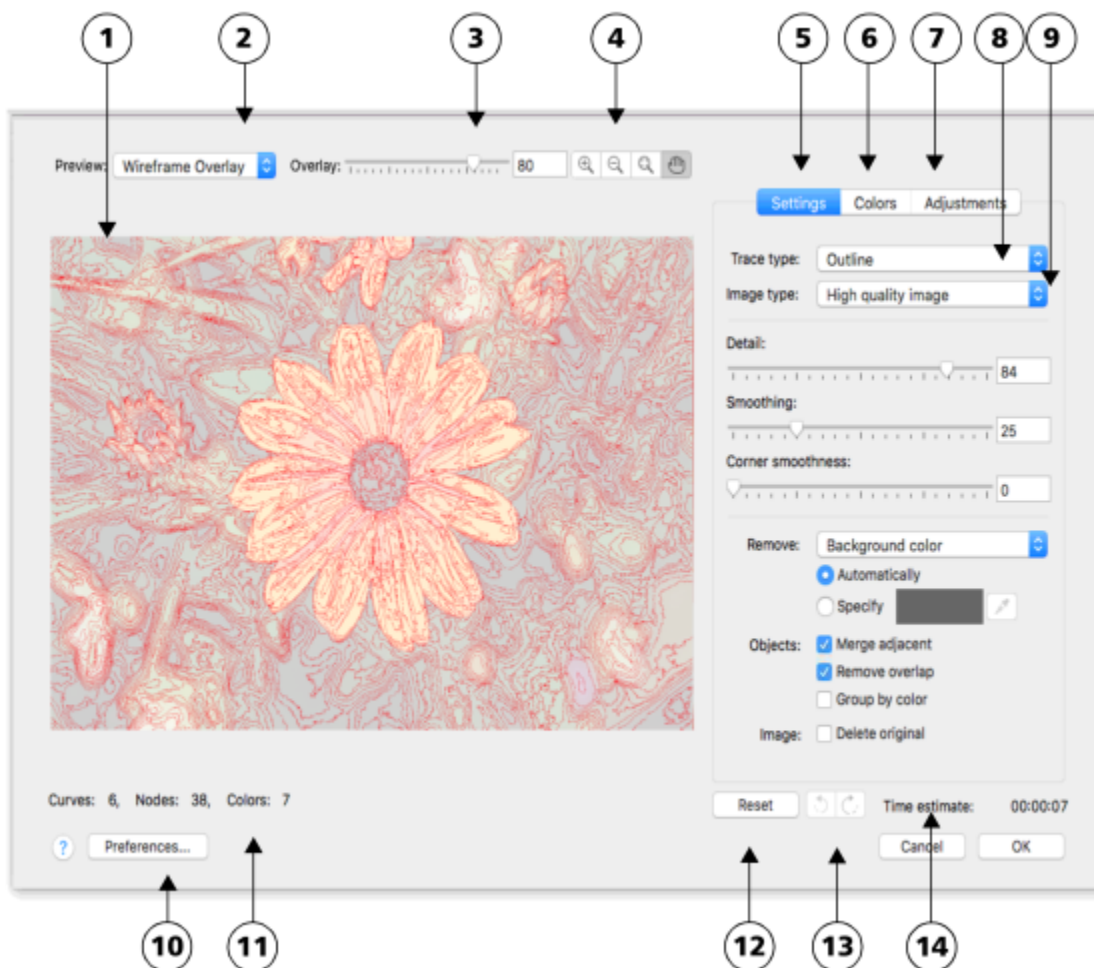 1 2 3 4 5 6 7 8 9
Preview: Wireframe Overlay Overlay: 80
Settings Colors Adjustments
Trace type: Outline
Image type: High quality image
Detail:
84
Smoothing:
25
Corner smoothness:
0
Remove: Background color
Automatically
Specify
Objects: Merge adjacent
Remove overlap
Group by color
Image: Delete original
Curves: 6, Nodes: 38, Colors: 7
Reset Time estimate: 00:00:07
? Preferences... Cancel OK
10 11 12 13 14